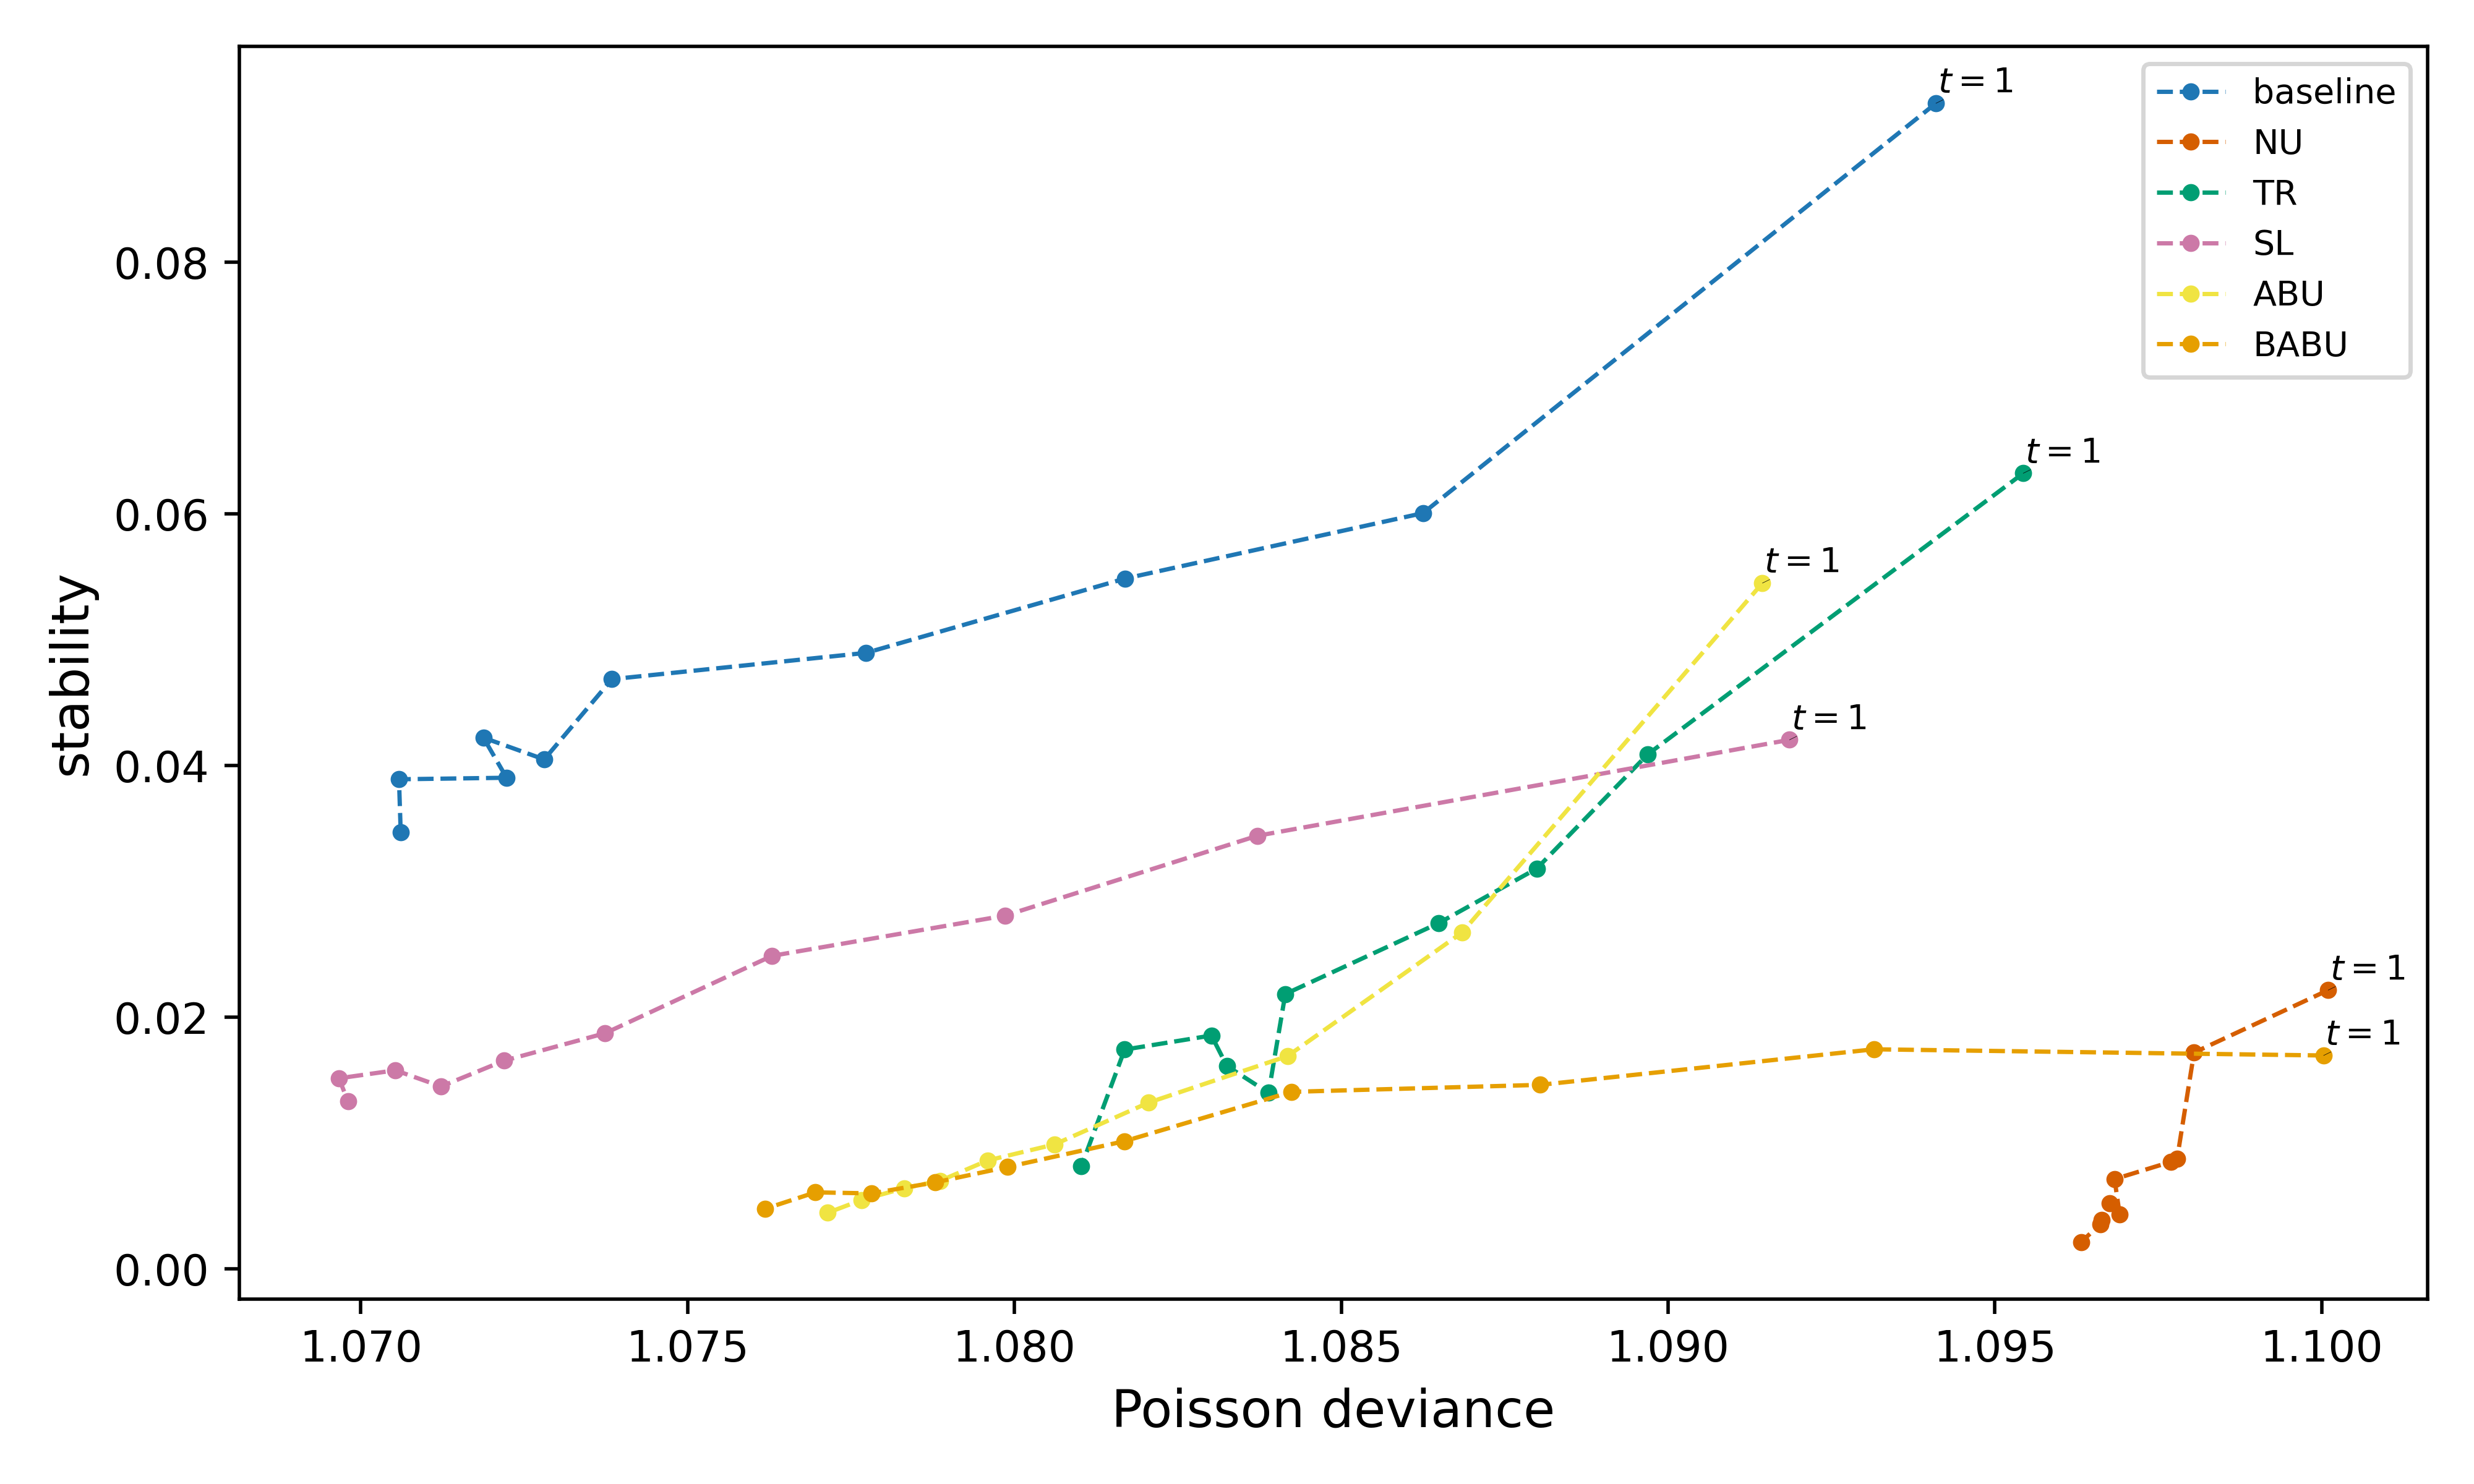 baseline
NU
TR
SL
ABU
BABU
t = 1
t = 1
t = 1
t = 1
t = 1
t = 1
stability
0.08
0.06
0.04
0.02
0.00
1.070 1.075 1.080 1.085 1.090 1.095 1.100
Poisson deviance